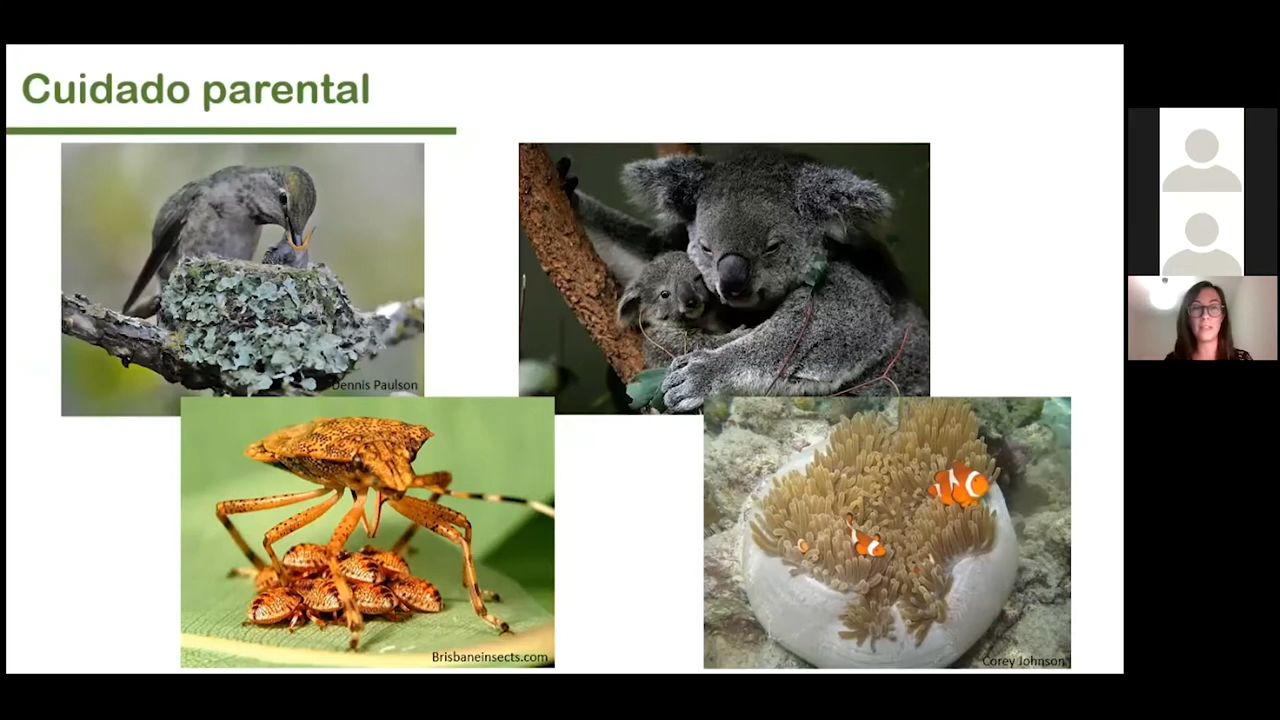 Cuidado parental
Dennis Paulson
Brisbaneinsects.com
Corey Johnson